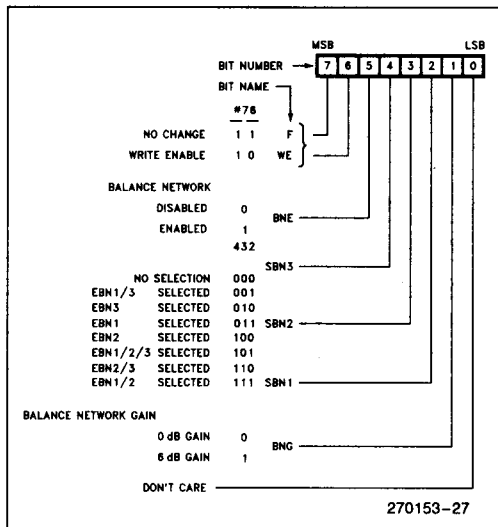 MSB LSB
BIT NUMBER 7 6 5 4 3 2 1 0
BIT NAME
#76
NO CHANGE 1 1 F
WRITE ENABLE 1 0 WE
BALANCE NETWORK
DISABLED 0
BNE
ENABLED 1
432
SBN3
NO SELECTION 000
EBN1/3 SELECTED 001
EBN3 SELECTED 010
EBN1 SELECTED 011 SBN2
EBN2 SELECTED 100
EBN1/2/3 SELECTED 101
EBN2/3 SELECTED 110
EBN1/2 SELECTED 111 SBN1
BALANCE NETWORK GAIN
0 dB GAIN 0
BNG
6 dB GAIN 1
DON'T CARE
270153-27